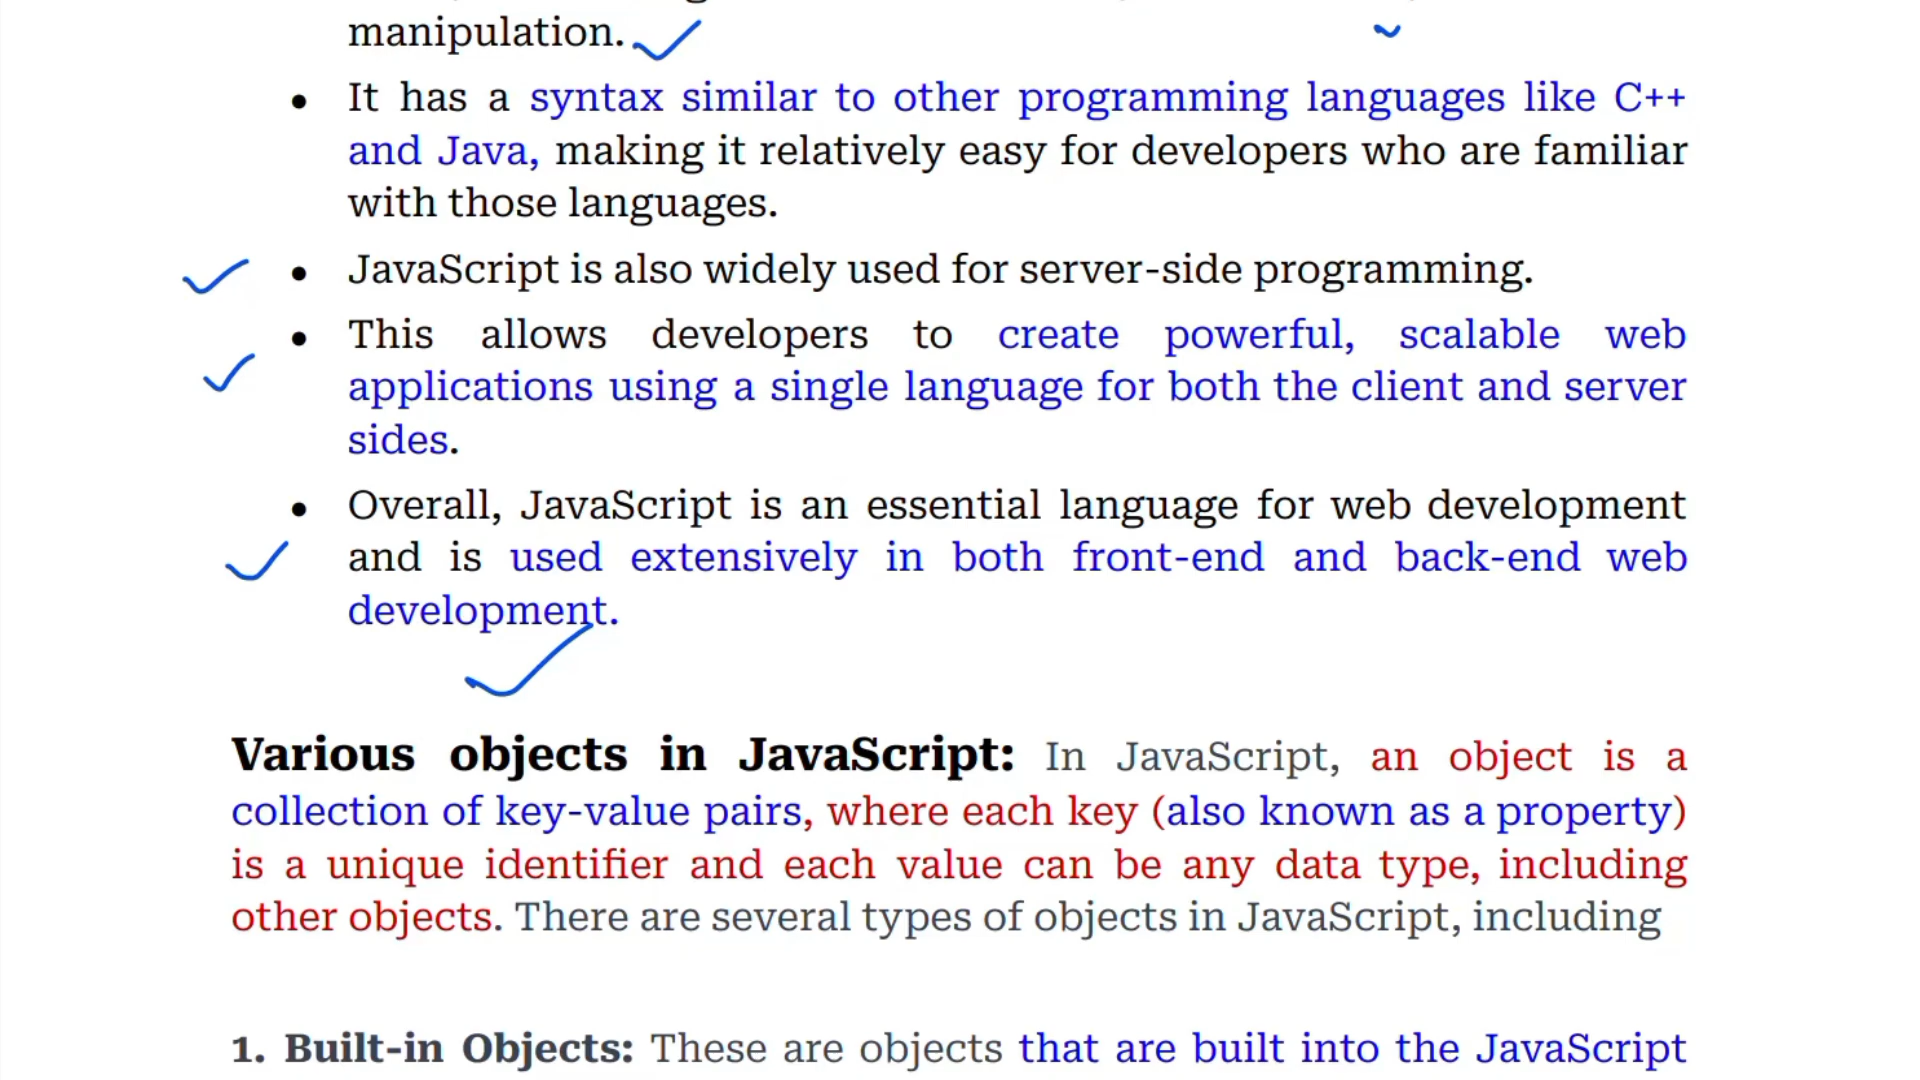 manipulation.
• It has a syntax similar to other programming languages like C++
and Java, making it relatively easy for developers who are familiar
with those languages.
• JavaScript is also widely used for server-side programming.
• This allows developers to create powerful, scalable web
applications using a single language for both the client and server
sides.
• Overall, JavaScript is an essential language for web development
and is used extensively in both front-end and back-end web
development.
Various objects in JavaScript: In JavaScript, an object is a
collection of key-value pairs, where each key (also known as a property)
is a unique identifier and each value can be any data type, including
other objects. There are several types of objects in JavaScript, including
1. Built-in Objects: These are objects that are built into the JavaScript